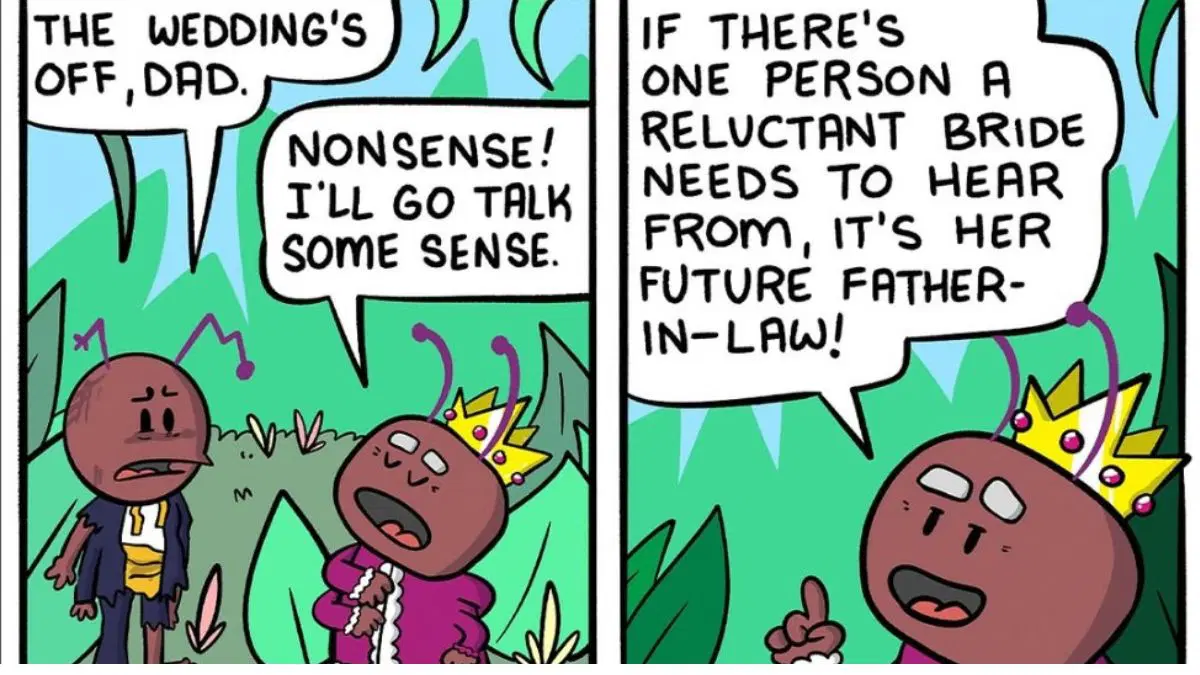 THE WEDDING'S
OFF, DAD.
NONSENSE!
I'LL GO TALK
SOME SENSE.
IF THERE'S
ONE PERSON A
RELUCTANT BRIDE
NEEDS TO HEAR
FROM, IT'S HER
FUTURE FATHER-
IN-LAW!